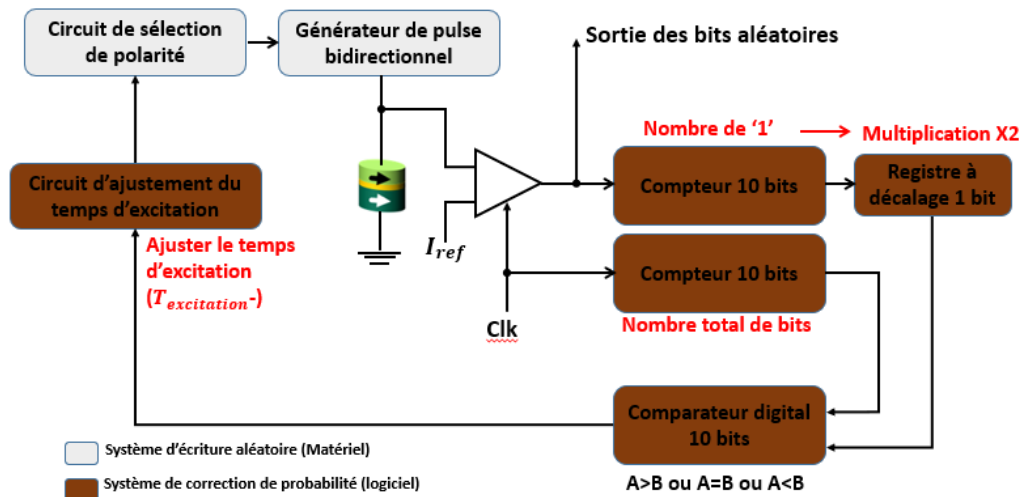 Circuit de sélection
de polarité
Générateur de pulse
bidirectionnel
Sortie des bits aléatoires
Nombre de ‘1’
Multiplication X2
Circuit d’ajustement du
temps d’excitation
Compteur 10 bits
Registre à
décalage 1 bit
I_ref
Ajuster le temps
d’excitation
(T_excitation-)
Compteur 10 bits
Clk
Nombre total de bits
Comparateur digital
10 bits
A>B ou A=B ou A<B
Système d’écriture aléatoire (Matériel)
Système de correction de probabilité (logiciel)